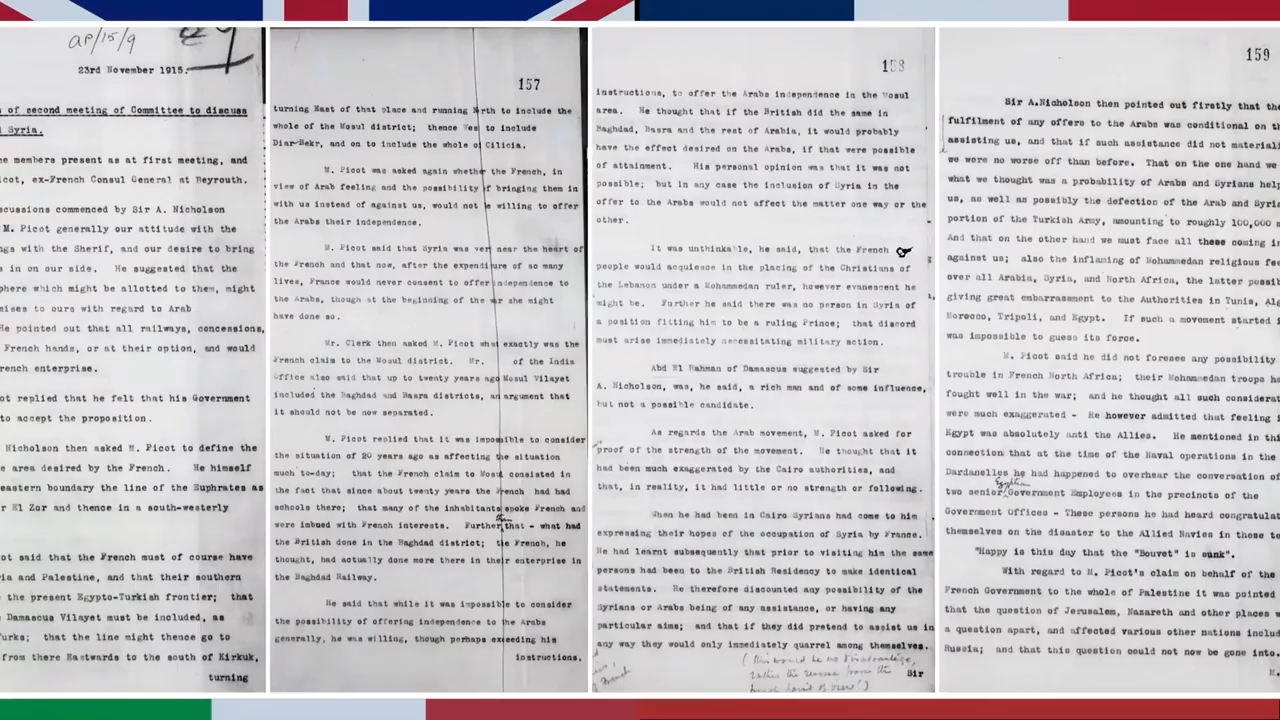 ap/15/9
23rd November 1915.
of second meeting of Committee to discuss
Syria.
members present as at first meeting, and
icot, ex-French Consul General at Beyrouth.
scussions commenced by Sir A. Nicholson
M. Picot generally our attitude with the
ngs with the Sherif, and our desire to bring
in on our side. He suggested that the
phere which might be allotted to them, might
mises to ours with regard to Arab
He pointed out that all railways, concessions,
French hands, or at their option, and would
rench enterprise.
ot replied that he felt that his Government
to accept the proposition.
Nicholson then asked M. Picot to define the
e area desired by the French. He himself
eastern boundary the line of the Euphrates as
r El Zor and thence in a south-westerly
ot said that the French must of course have
ia and Palestine, and that their southern
the present Egypto-Turkish frontier; that
Damascus Vilayet must be included, as
urks; that the line might thence go to
from there Eastwards to the south of Kirkuk,
turning
157
turning East of that place and running North to include the
whole of the Mosul district; thence West to include
Diar-Bekr, and on to include the whole of Cilicia.
M. Picot was asked again whether the French, in
view of Arab feeling and the possibility of bringing them in
with us instead of against us, would not be willing to offer
the Arabs their independence.
M. Picot said that Syria was very near the heart of
the French and that now, after the expenditure of so many
lives, France would never consent to offer independence to
the Arabs, though at the beginning of the war she might
have done so.
Mr. Clerk then asked M. Picot what exactly was the
French claim to the Mosul district. Mr. of the India
Office also said that up to twenty years ago Mosul Vilayet
included the Baghdad and Basra districts, an argument that
it should not be now separated.
M. Picot replied that it was impossible to consider
the situation of 20 years ago as affecting the situation
much to-day; that the French claim to Mosul consisted in
the fact that since about twenty years the French had had
schools there; that many of the inhabitants spoke French and
were imbued with French interests. Further than that - what had
the British done in the Baghdad district; the French, he
thought, had actually done more there in their enterprise in
the Baghdad Railway.
He said that while it was impossible to consider
the possibility of offering independence to the Arabs
generally, he was willing, though perhaps exceeding his
instructions,
158
instructions, to offer the Arabs independence in the Mosul
area. He thought that if the British did the same in
Baghdad, Basra and the rest of Arabia, it would probably
have the effect desired on the Arabs, if that were possible
of attainment. His personal opinion was that it was not
possible; but in any case the inclusion of Syria in the
offer to the Arabs would not affect the matter one way or the
other.
It was unthinkable, he said, that the French
people would acquiesce in the placing of the Christians of
the Lebanon under a Mohammedan ruler, however evanescent he
might be. Further he said there was no person in Syria of
a position fitting him to be a ruling Prince; that discord
must arise immediately necessitating military action.
Abd El Rahman of Damascus suggested by Sir
A. Nicholson, was, he said, a rich man and of some influence,
but not a possible candidate.
As regards the Arab movement, M. Picot asked for
proof of the strength of the movement. He thought that it
had been much exaggerated by the Cairo authorities, and
that, in reality, it had little or no strength or following.
When he had been in Cairo Syrians had come to him
expressing their hopes of the occupation of Syria by France.
He had learnt subsequently that prior to visiting him the same
persons had been to the British Residency to make identical
statements. He therefore discounted any possibility of the
Syrians or Arabs being of any assistance, or having any
particular aims; and that if they did pretend to assist us in
any way they would only immediately quarrel among themselves.
(This would be no disadvantage,
rather the reverse from the
French point of view!)
Sir
159
Sir A.Nicholson then pointed out firstly that the
fulfilment of any offers to the Arabs was conditional on th
assisting us, and that if such assistance did not materiali
we were no worse off than before. That on the one hand we
what we thought was a probability of Arabs and Syrians help
us, as well as possibly the defection of the Arab and Syria
portion of the Turkish Army, amounting to roughly 100,000 m
And that on the other hand we must face all these coming in
against us; also the inflaming of Mohammedan religious fee
over all Arabia, Syria, and North Africa, the latter possib
giving great embarrassment to the Authorities in Tunis, Alg
Morocco, Tripoli, and Egypt. If such a movement started i
was impossible to guess its force.
M. Picot said he did not foresee any possibility
trouble in French North Africa; their Mohammedan troops ha
fought well in the war; and he thought all such considerat
were much exaggerated - He however admitted that feeling i
Egypt was absolutely anti the Allies. He mentioned in thi
connection that at the time of the Naval operations in the
Dardanelles he had happened to overhear the conversation of
two senior Egyptian Government Employees in the precincts of the
Government Offices - These persons he had heard congratulat
themselves on the disaster to the Allied Navies in these te
"Happy is this day that the "Bouvet" is sunk".
With regard to M. Picot's claim on behalf of the
French Government to the whole of Palestine it was pointed
that the question of Jerusalem, Nazareth and other places w
a question apart, and affected various other nations includ
Russia; and that this question could not now be gone into.
M.